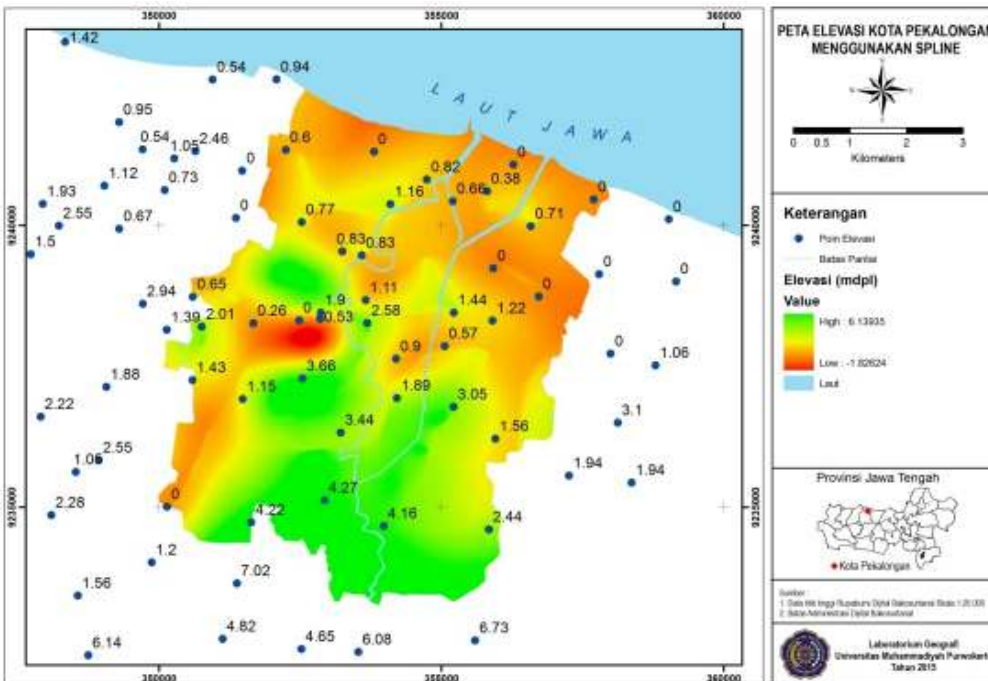 350000 355000 360000
1.42
0.54 0.94
LAUT JAWA
0.95
0.54 1.05 2.46 0.6 0 0
1.12 0.73 0 0.82 0.38
1.93 1.16 0.66 0
2.55 0.67 0 0.77 0.71 0
1.5 0.83 0.83
0 0 0
2.94 0.65 1.11 0
1.39 2.01 0.26 0 1.9 0.53 2.58 1.44 1.22
0.9 0.57 0 1.06
1.88 1.43 3.66
2.22 1.15 1.89 3.05 3.1
3.44 1.56
2.55 1.94 1.94
2.28 0 4.27
4.22 4.16 2.44
1.2
1.56 7.02
4.82 4.65 6.08 6.73
6.14
9240000 9240000
9235000 9235000
350000 355000 360000
PETA ELEVASI KOTA PEKALONGAN
MENGGUNAKAN SPLINE
0 0.5 1 2 3
Kilometers
Keterangan
Poin Elevasi
Batas Pantai
Elevasi (mdpl)
Value
High : 6.13935
Low : -1.82624
Laut
Provinsi Jawa Tengah
Kota Pekalongan
Sumber :
Laboratorium Geografi
Universitas Muhammadiyah Purwokerto
Tahun 2015